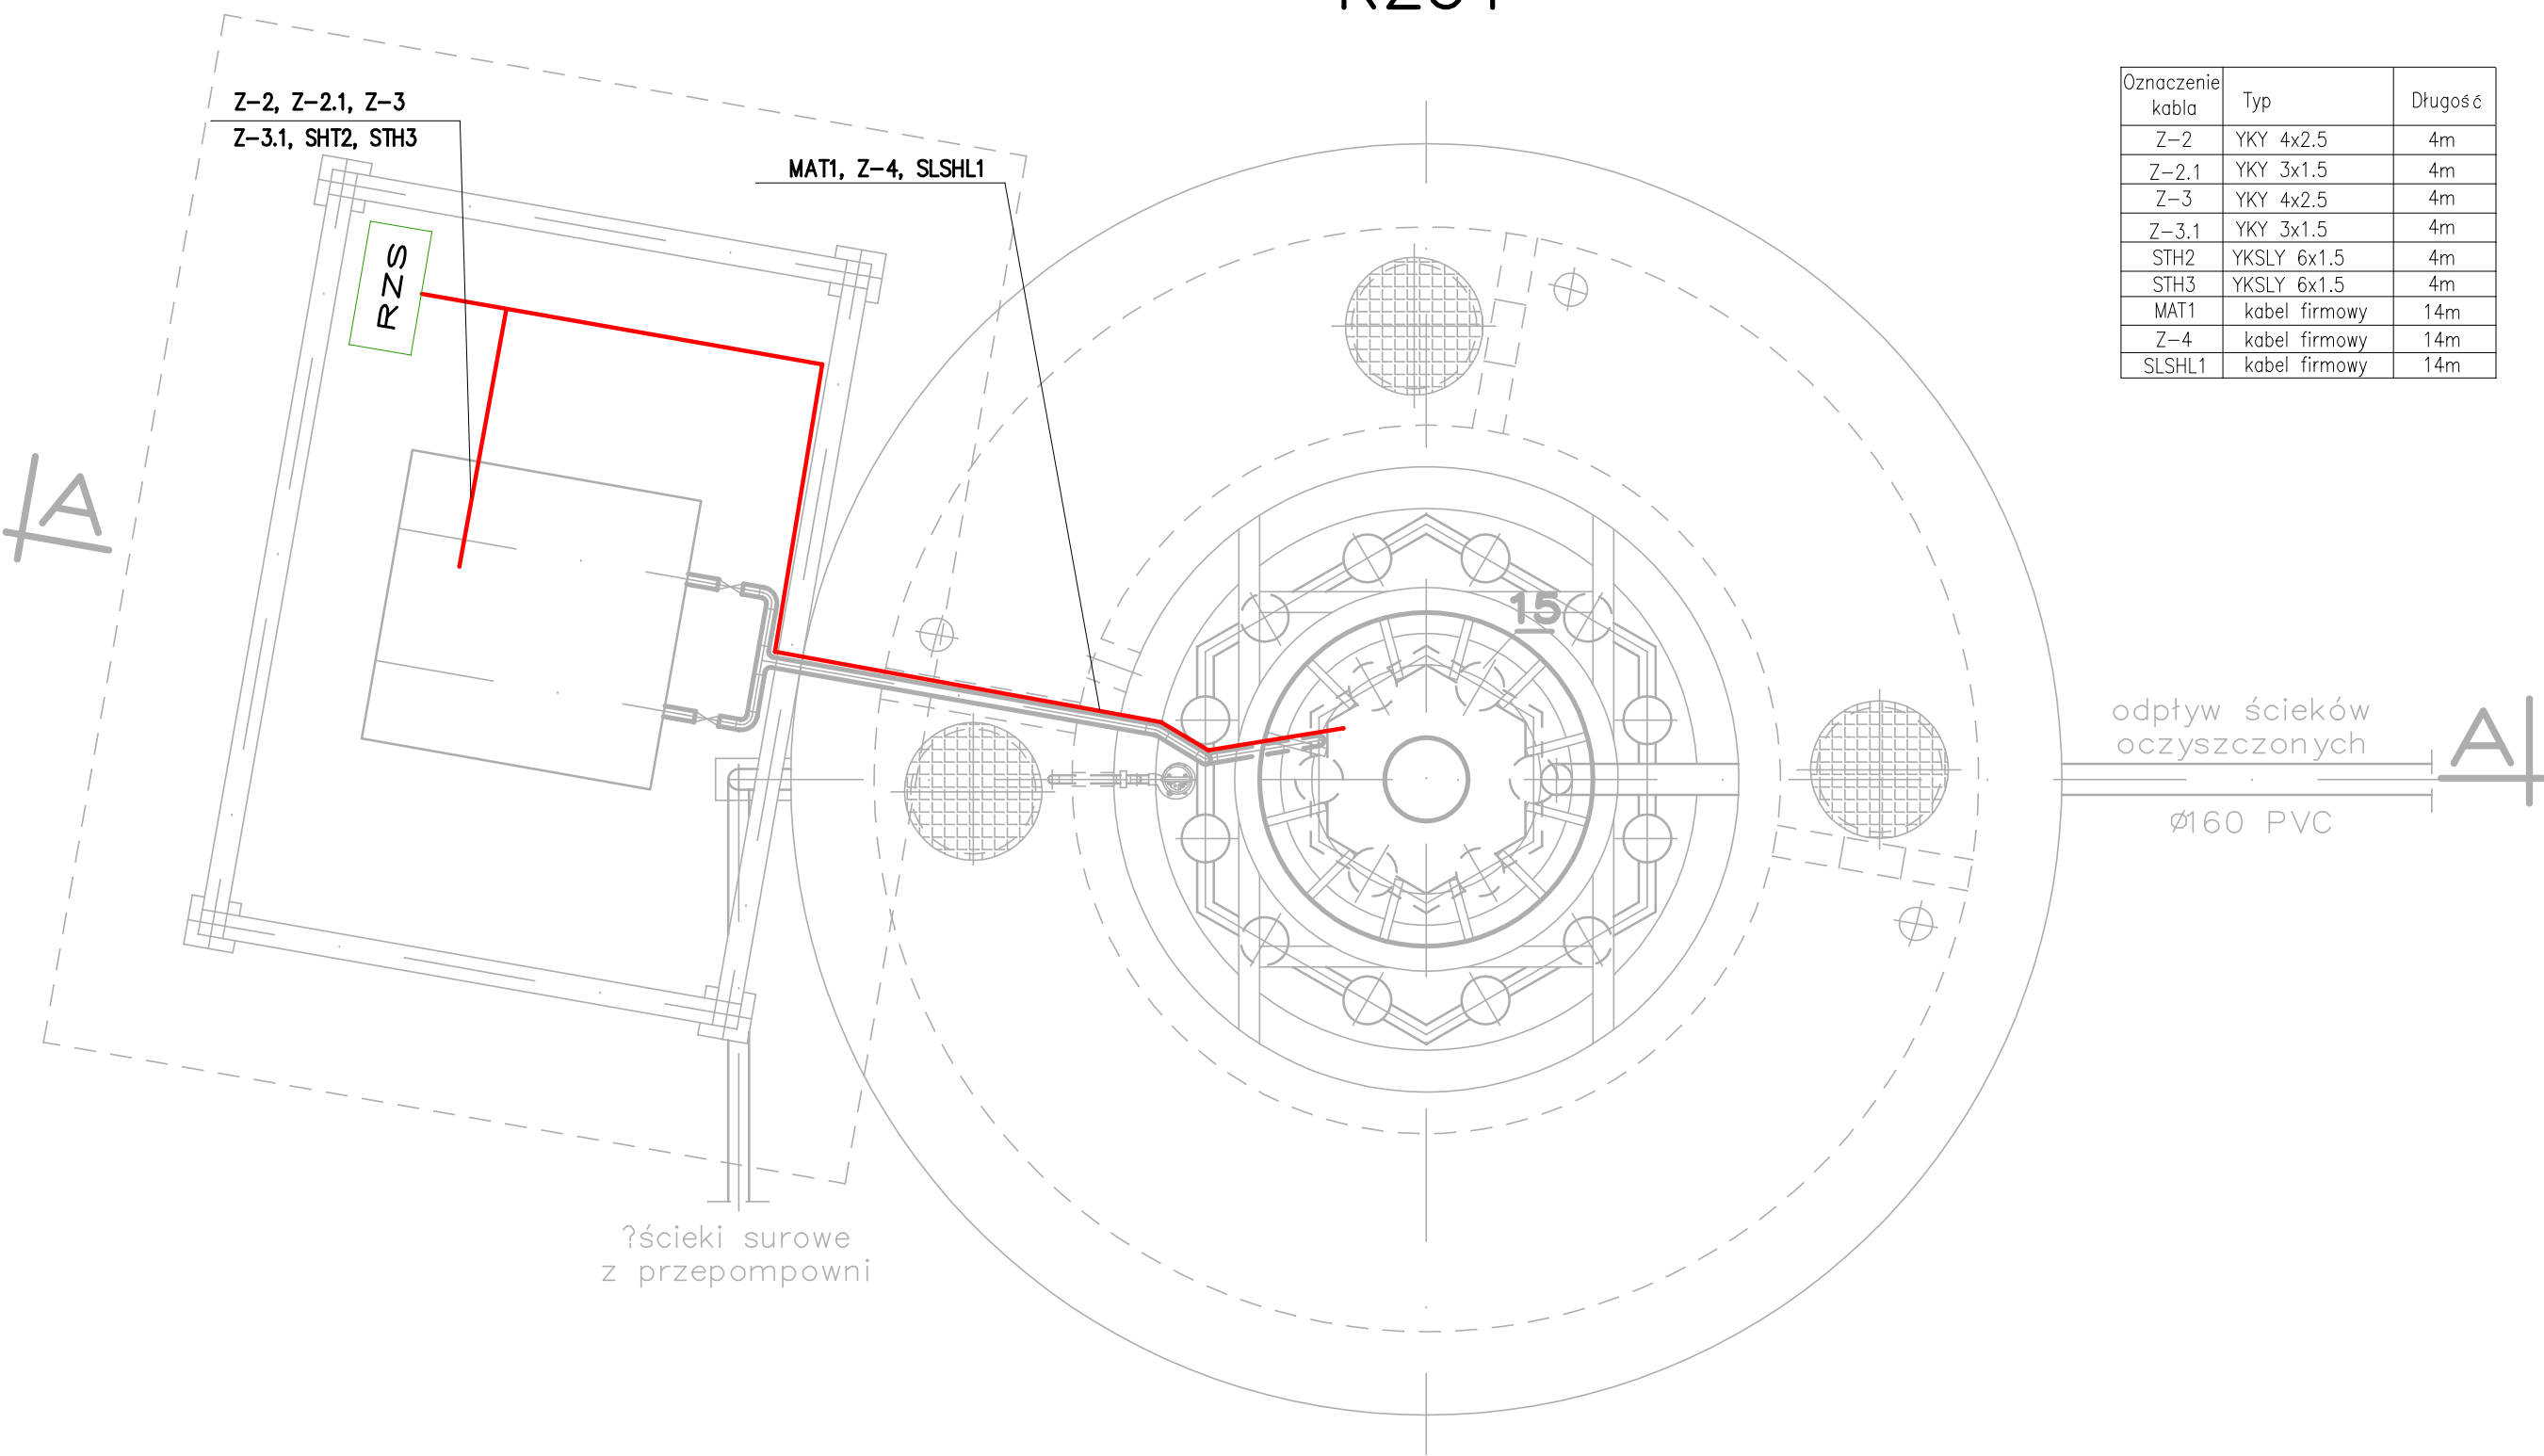 Z-2, Z-2.1, Z-3
Z-3.1, SHT2, STH3
MAT1, Z-4, SLSHL1
RZS
A
15
odpływ ścieków
oczyszczonych
Ø160 PVC
A
?ścieki surowe
z przepompowni
Oznaczenie kabla Typ Długość
Z-2 YKY 4x2.5 4m
Z-2.1 YKY 3x1.5 4m
Z-3 YKY 4x2.5 4m
Z-3.1 YKY 3x1.5 4m
STH2 YKSLY 6x1.5 4m
STH3 YKSLY 6x1.5 4m
MAT1 kabel firmowy 14m
Z-4 kabel firmowy 14m
SLSHL1 kabel firmowy 14m